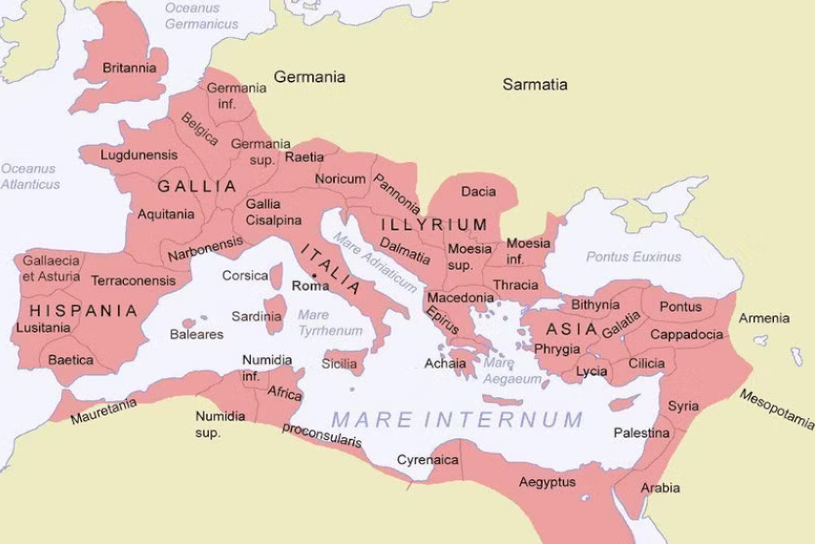 Oceanus
Germanicus
Britannia
Germania
Sarmatia
Germania
inf.
Belgica
Oceanus
Atlanticus
Lugdunensis
Germania
sup.
Raetia
GALLIA
Noricum
Pannonia
Dacia
Aquitania
Gallia
Cisalpina
ILLYRIUM
Mare Adriaticum
Dalmatia
Moesia
sup.
Moesia
inf.
Pontus Euxinus
Narbonensis
ITALIA
Gallaecia
et Asturia
Terraconensis
Corsica
Roma
Thracia
Macedonia
Bithynia
Pontus
HISPANIA
Lusitania
Sardinia
Mare
Tyrrhenum
Epirus
ASIA
Galatia
Cappadocia
Armenia
Baleares
Phrygia
Baetica
Numidia
inf.
Sicilia
Achaia
Mare
Aegaeum
Lycia
Cilicia
Africa
proconsularis
Mauretania
Numidia
sup.
MARE INTERNUM
Syria
Mesopotamia
Palestina
Cyrenaica
Aegyptus
Arabia